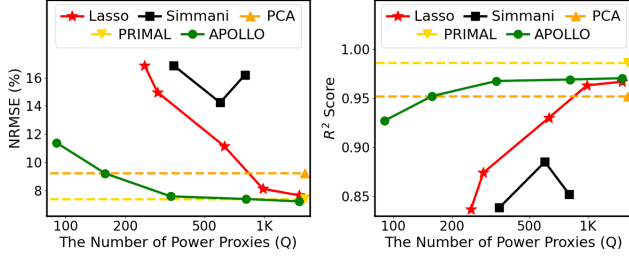 Lasso Simmani PCA
PRIMAL APOLLO
NRMSE (%)
16
14
12
10
8
100 200 500 1K
The Number of Power Proxies (Q)
Lasso Simmani PCA
PRIMAL APOLLO
R² Score
1.00
0.95
0.90
0.85
100 200 500 1K
The Number of Power Proxies (Q)